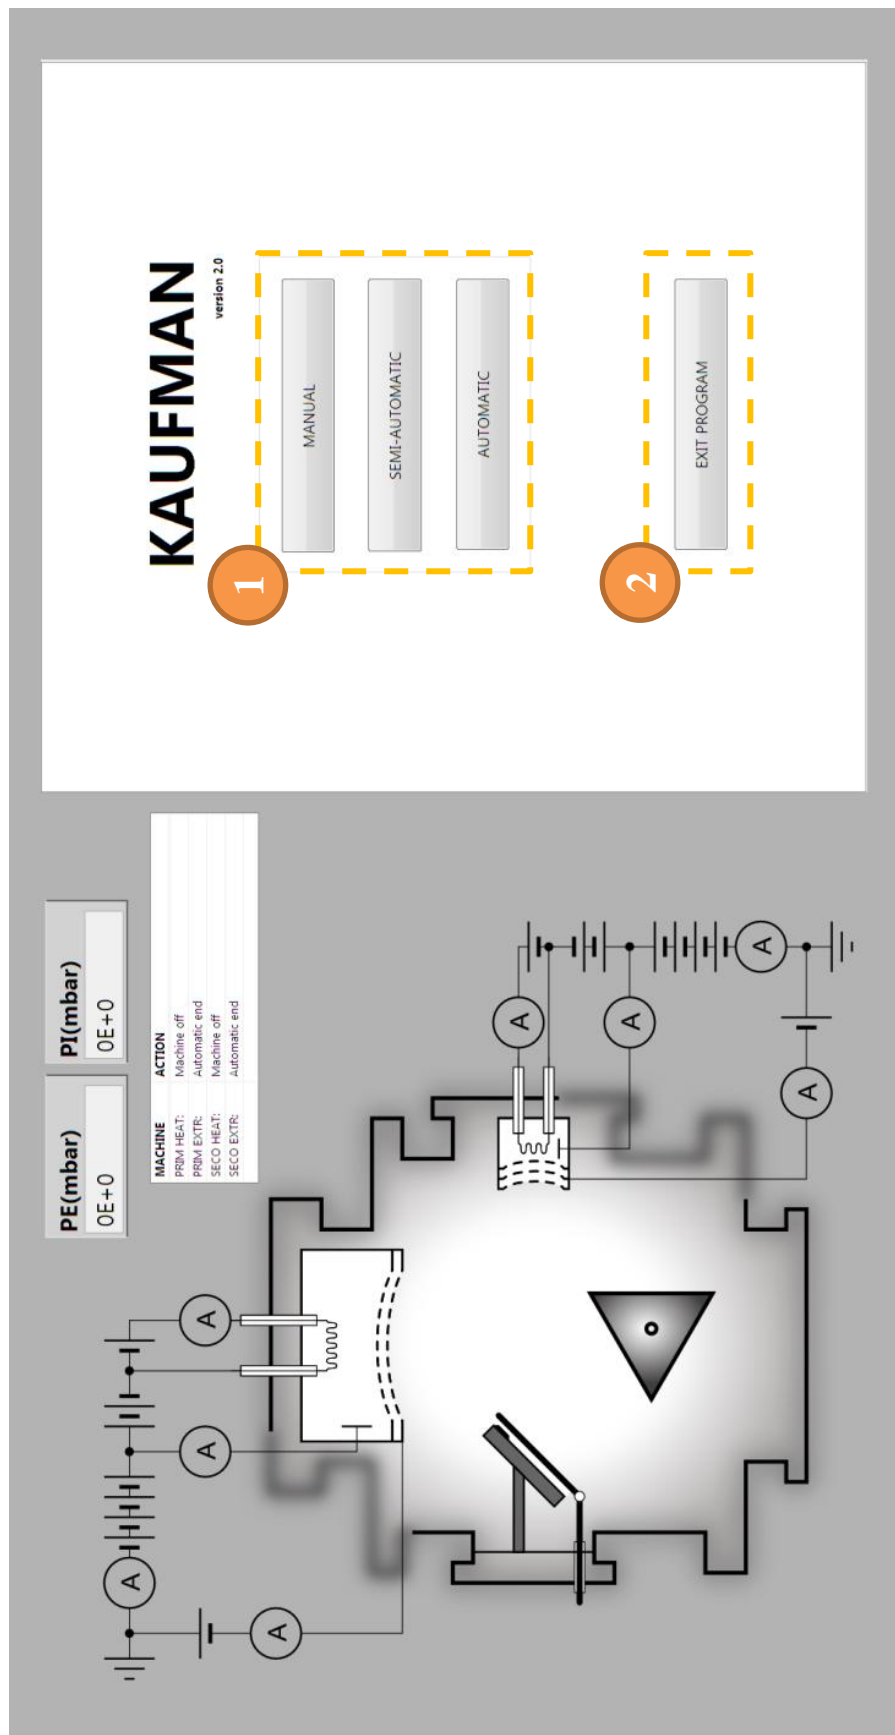 PE(mbar)
0E+0
PI(mbar)
0E+0
MACHINE ACTION
PRIM HEAT: Machine off
PRIM EXTR: Automatic end
SECO HEAT: Machine off
SECO EXTR: Automatic end
A
A
A
A
A
A
A
A
KAUFMAN
version 2.0
1
MANUAL
SEMI-AUTOMATIC
AUTOMATIC
2
EXIT PROGRAM